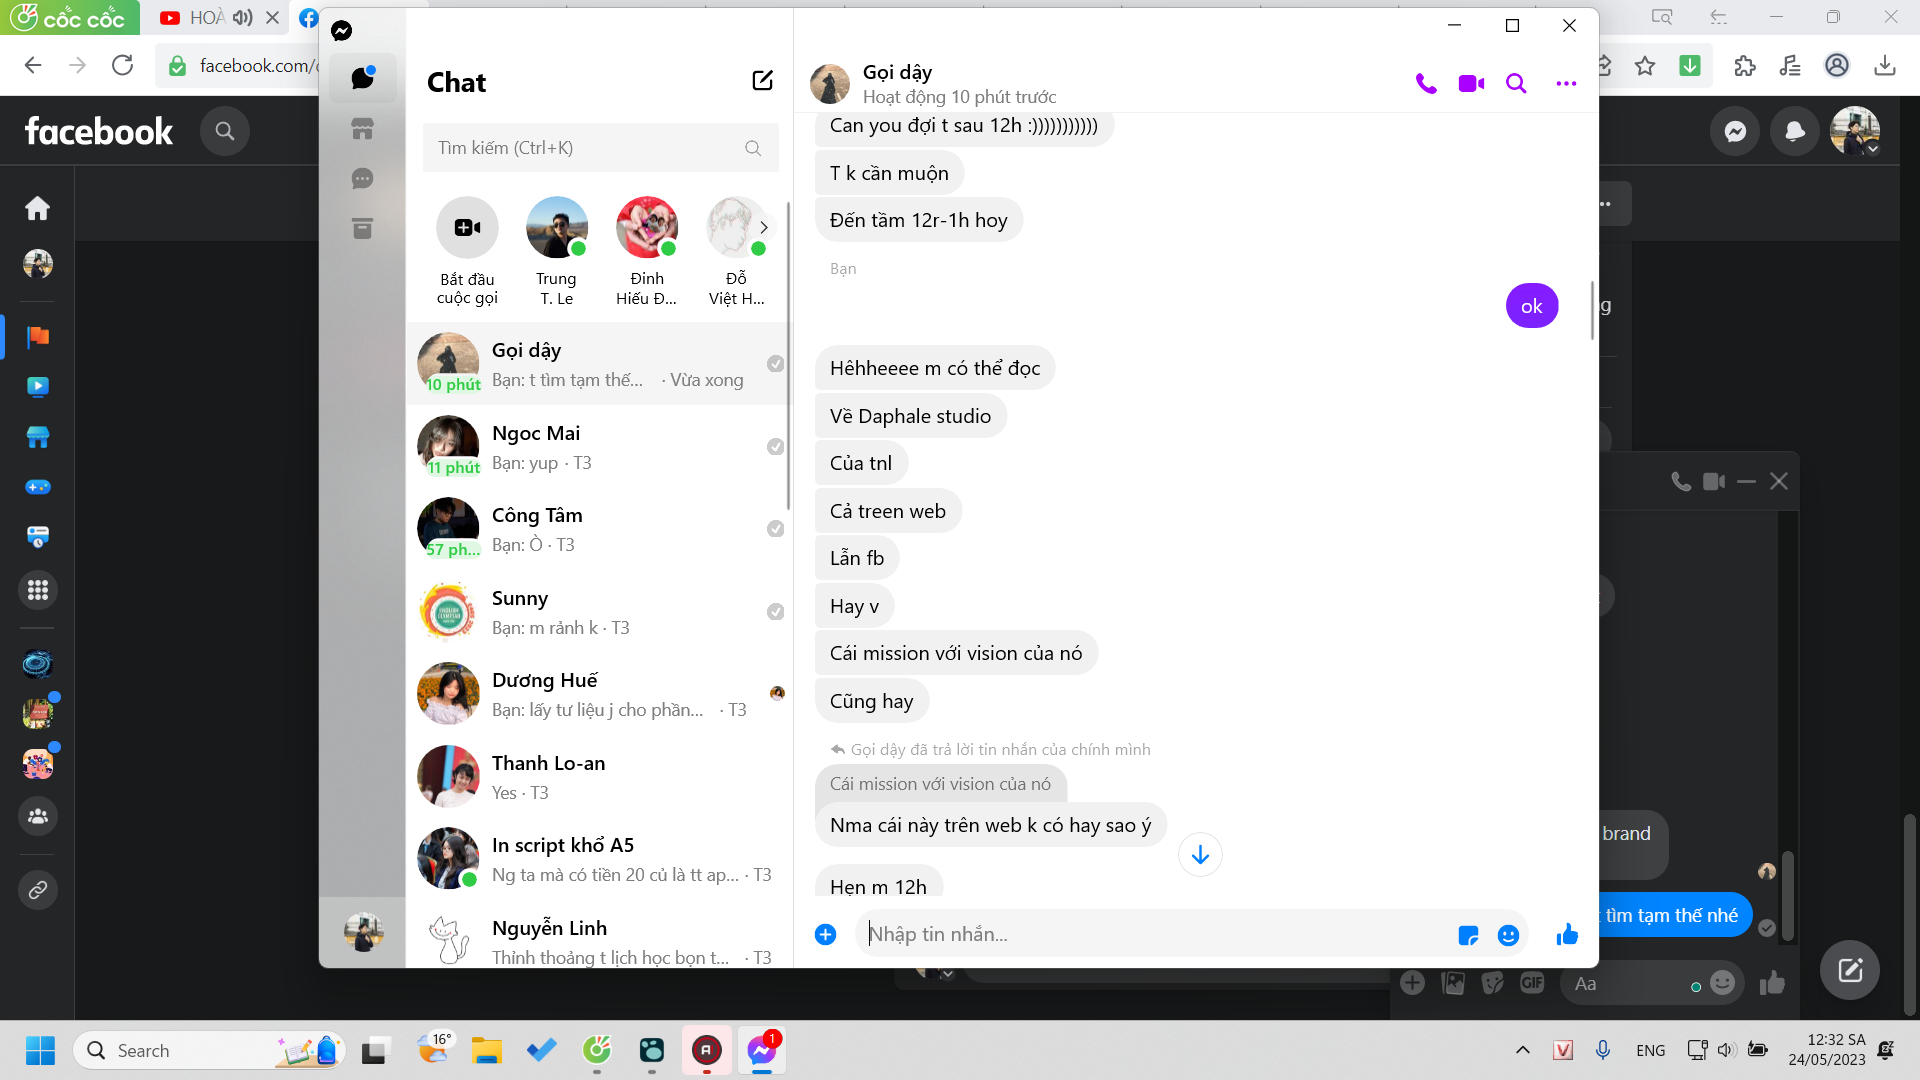 cốc cốc
HOÀ
facebook.com/
facebook
Chat
Tìm kiếm (Ctrl+K)
Bắt đầu
cuộc gọi
Trung
T. Le
Đinh
Hiếu Đ...
Đỗ
Việt H...
Gọi dậy
Bạn: t tìm tạm thế... · Vừa xong
10 phút
Ngoc Mai
Bạn: yup · T3
11 phút
Công Tâm
Bạn: Ò · T3
57 ph...
Sunny
Bạn: m rảnh k · T3
Dương Huế
Bạn: lấy tư liệu j cho phần... · T3
Thanh Lo-an
Yes · T3
In script khổ A5
Ng ta mà có tiền 20 củ là tt ap... · T3
Nguyễn Linh
Thỉnh thoảng t lịch học bọn t... · T3
Gọi dậy
Hoạt động 10 phút trước
Can you đợi t sau 12h :)))))))))))
T k cần muộn
Đến tầm 12r-1h hoy
Bạn
ok
Hêhheeee m có thể đọc
Về Daphale studio
Của tnl
Cả treen web
Lẫn fb
Hay v
Cái mission với vision của nó
Cũng hay
Gọi dậy đã trả lời tin nhắn của chính mình
Cái mission với vision của nó
Nma cái này trên web k có hay sao ý
Hẹn m 12h
Nhập tin nhắn...
g
brand
t tìm tạm thế nhé
GIF
Aa
Search
16°
1
ENG
12:32 SA
24/05/2023